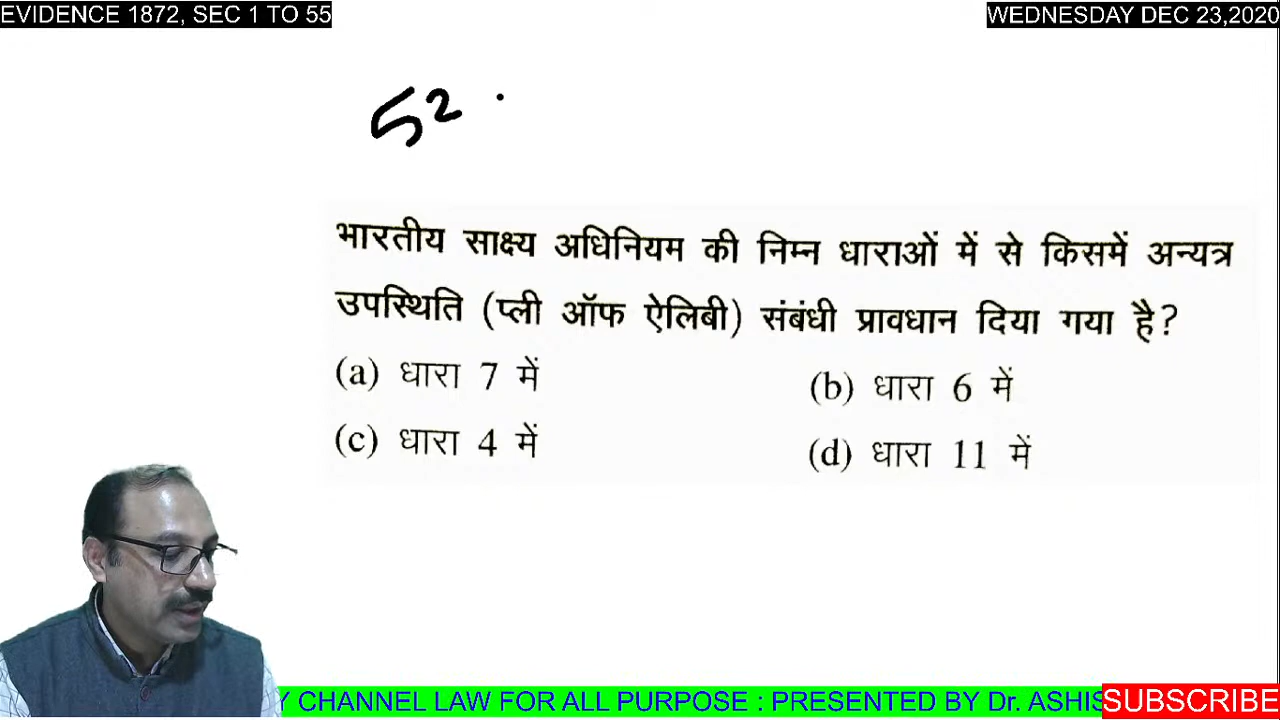 EVIDENCE 1872, SEC 1 TO 55
WEDNESDAY DEC 23,2020
52.
भारतीय साक्ष्य अधिनियम की निम्न धाराओं में से किसमें अन्यत्र
उपस्थिति (प्ली ऑफ ऐलिबी) संबंधी प्रावधान दिया गया है?
(a) धारा 7 में
(b) धारा 6 में
(c) धारा 4 में
(d) धारा 11 में
Y CHANNEL LAW FOR ALL PURPOSE : PRESENTED BY Dr. ASHIS
SUBSCRIBE